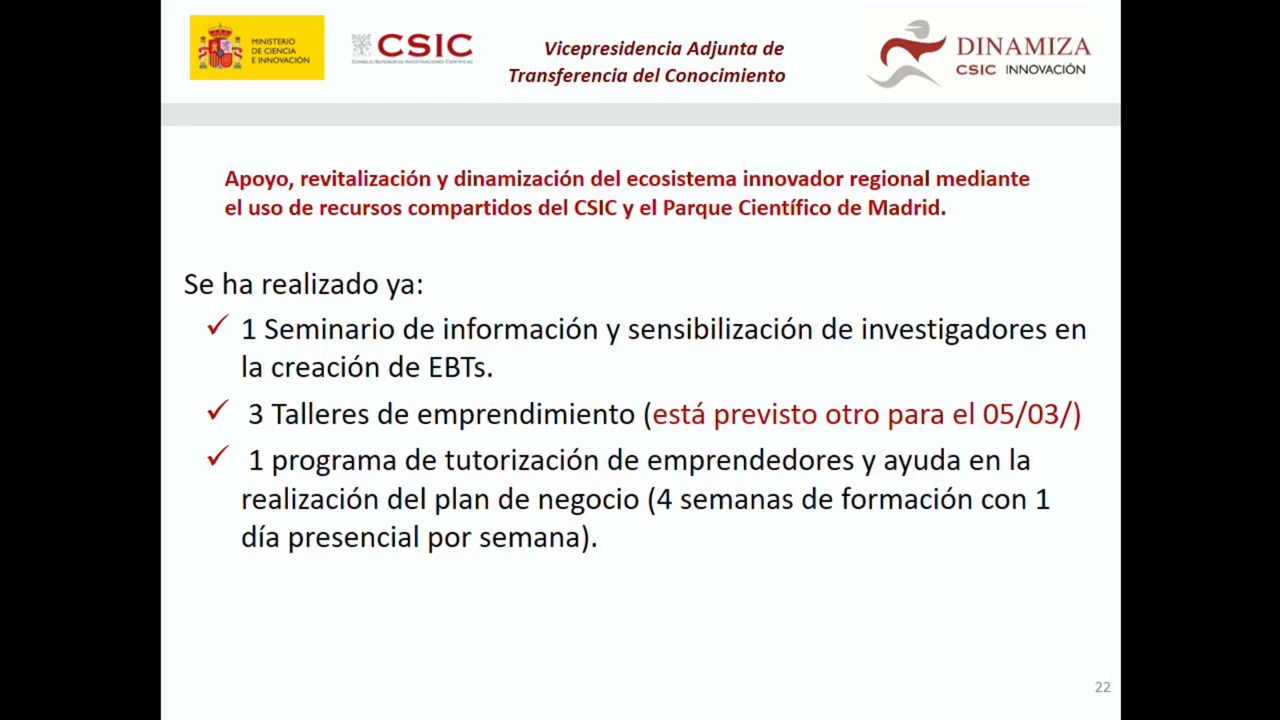 MINISTERIO
DE CIENCIA
E INNOVACIÓN
CSIC
CONSEJO SUPERIOR DE INVESTIGACIONES CIENTÍFICAS
Vicepresidencia Adjunta de
Transferencia del Conocimiento
DINAMIZA
CSIC INNOVACIÓN
Apoyo, revitalización y dinamización del ecosistema innovador regional mediante
el uso de recursos compartidos del CSIC y el Parque Científico de Madrid.
Se ha realizado ya:
✓ 1 Seminario de información y sensibilización de investigadores en
la creación de EBTs.
✓ 3 Talleres de emprendimiento (está previsto otro para el 05/03/)
✓ 1 programa de tutorización de emprendedores y ayuda en la
realización del plan de negocio (4 semanas de formación con 1
día presencial por semana).
22